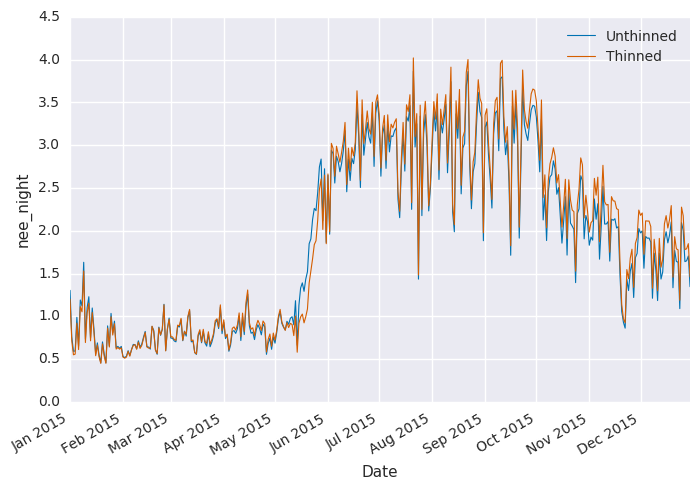 4.5
4.0
3.5
3.0
2.5
2.0
1.5
1.0
0.5
0.0
nee_night
Unthinned
Thinned
Jan 2015
Feb 2015
Mar 2015
Apr 2015
May 2015
Jun 2015
Jul 2015
Aug 2015
Sep 2015
Oct 2015
Nov 2015
Dec 2015
Date